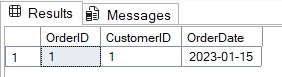 Results Messages
OrderID CustomerID OrderDate
1 1 1 2023-01-15